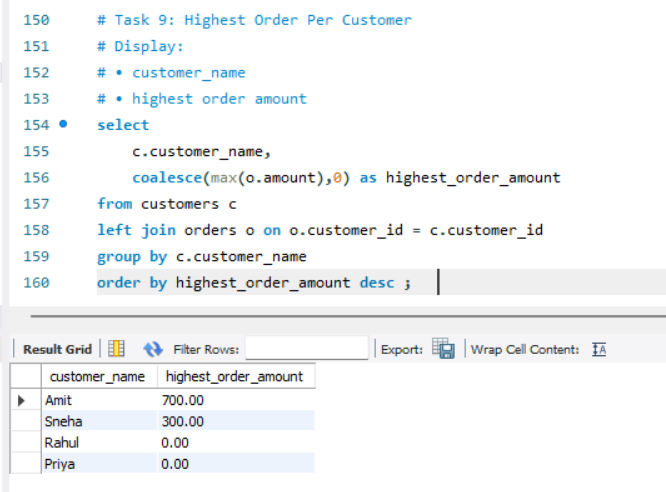 150 # Task 9: Highest Order Per Customer
151 # Display:
152 # • customer_name
153 # • highest order amount
154 select
155 c.customer_name,
156 coalesce(max(o.amount),0) as highest_order_amount
157 from customers c
158 left join orders o on o.customer_id = c.customer_id
159 group by c.customer_name
160 order by highest_order_amount desc ;
Result Grid Filter Rows: Export: Wrap Cell Content: IA
customer_name highest_order_amount
Amit 700.00
Sneha 300.00
Rahul 0.00
Priya 0.00